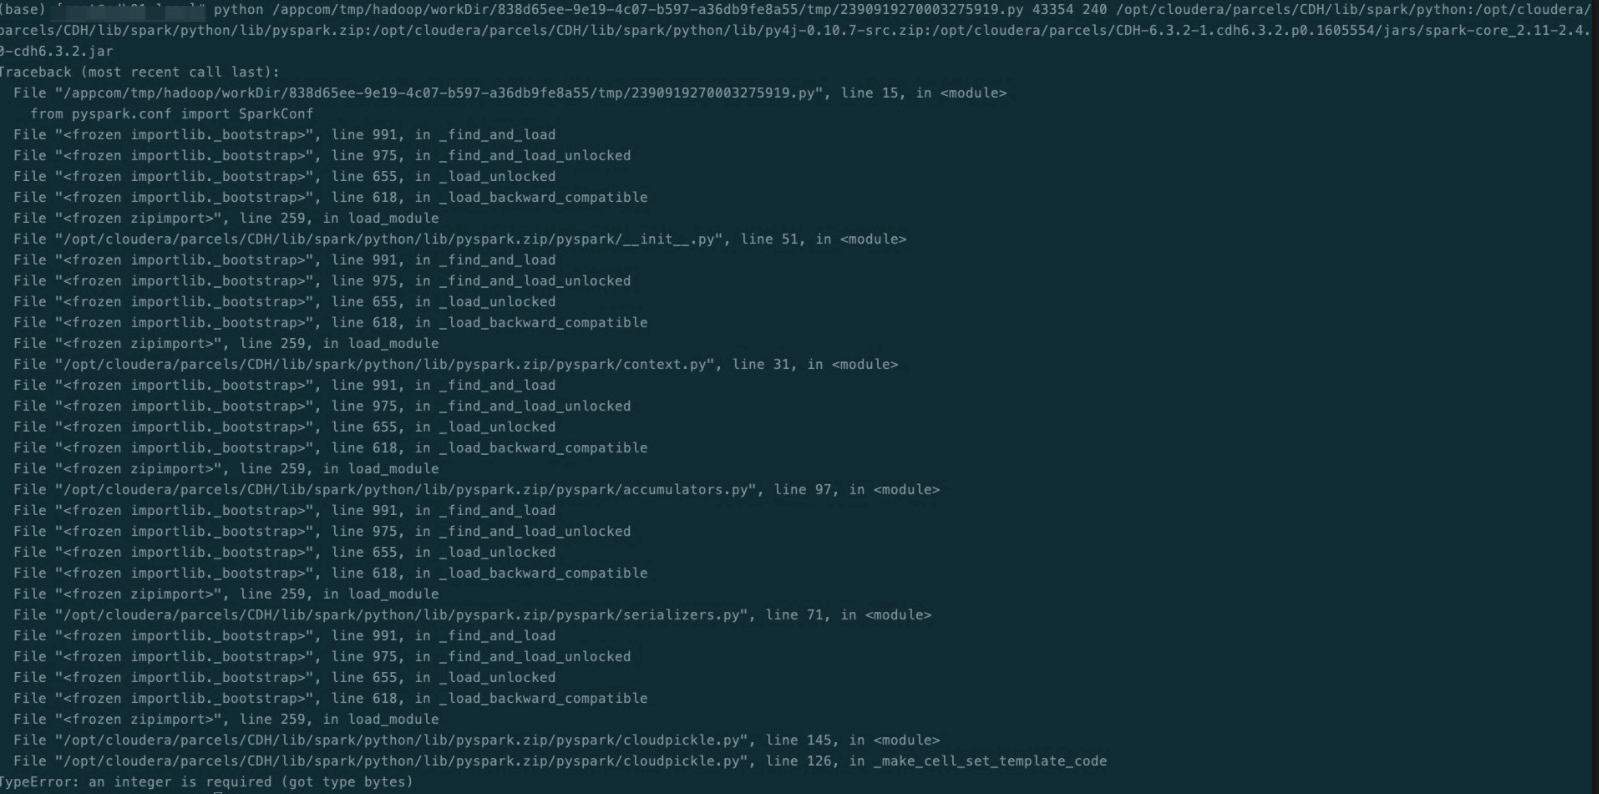 (base) python /appcom/tmp/hadoop/workDir/838d65ee-9e19-4c07-b597-a36db9fe8a55/tmp/2390919270003275919.py 43354 240 /opt/cloudera/parcels/CDH/lib/spark/python:/opt/cloudera/
parcels/CDH/lib/spark/python/lib/pyspark.zip:/opt/cloudera/parcels/CDH/lib/spark/python/lib/py4j-0.10.7-src.zip:/opt/cloudera/parcels/CDH-6.3.2-1.cdh6.3.2.p0.1605554/jars/spark-core_2.11-2.4.
0-cdh6.3.2.jar
Traceback (most recent call last):
File "/appcom/tmp/hadoop/workDir/838d65ee-9e19-4c07-b597-a36db9fe8a55/tmp/2390919270003275919.py", line 15, in <module>
from pyspark.conf import SparkConf
File "<frozen importlib._bootstrap>", line 991, in _find_and_load
File "<frozen importlib._bootstrap>", line 975, in _find_and_load_unlocked
File "<frozen importlib._bootstrap>", line 655, in _load_unlocked
File "<frozen importlib._bootstrap>", line 618, in _load_backward_compatible
File "<frozen zipimport>", line 259, in load_module
File "/opt/cloudera/parcels/CDH/lib/spark/python/lib/pyspark.zip/pyspark/__init__.py", line 51, in <module>
File "<frozen importlib._bootstrap>", line 991, in _find_and_load
File "<frozen importlib._bootstrap>", line 975, in _find_and_load_unlocked
File "<frozen importlib._bootstrap>", line 655, in _load_unlocked
File "<frozen importlib._bootstrap>", line 618, in _load_backward_compatible
File "<frozen zipimport>", line 259, in load_module
File "/opt/cloudera/parcels/CDH/lib/spark/python/lib/pyspark.zip/pyspark/context.py", line 31, in <module>
File "<frozen importlib._bootstrap>", line 991, in _find_and_load
File "<frozen importlib._bootstrap>", line 975, in _find_and_load_unlocked
File "<frozen importlib._bootstrap>", line 655, in _load_unlocked
File "<frozen importlib._bootstrap>", line 618, in _load_backward_compatible
File "<frozen zipimport>", line 259, in load_module
File "/opt/cloudera/parcels/CDH/lib/spark/python/lib/pyspark.zip/pyspark/accumulators.py", line 97, in <module>
File "<frozen importlib._bootstrap>", line 991, in _find_and_load
File "<frozen importlib._bootstrap>", line 975, in _find_and_load_unlocked
File "<frozen importlib._bootstrap>", line 655, in _load_unlocked
File "<frozen importlib._bootstrap>", line 618, in _load_backward_compatible
File "<frozen zipimport>", line 259, in load_module
File "/opt/cloudera/parcels/CDH/lib/spark/python/lib/pyspark.zip/pyspark/serializers.py", line 71, in <module>
File "<frozen importlib._bootstrap>", line 991, in _find_and_load
File "<frozen importlib._bootstrap>", line 975, in _find_and_load_unlocked
File "<frozen importlib._bootstrap>", line 655, in _load_unlocked
File "<frozen importlib._bootstrap>", line 618, in _load_backward_compatible
File "<frozen zipimport>", line 259, in load_module
File "/opt/cloudera/parcels/CDH/lib/spark/python/lib/pyspark.zip/pyspark/cloudpickle.py", line 145, in <module>
File "/opt/cloudera/parcels/CDH/lib/spark/python/lib/pyspark.zip/pyspark/cloudpickle.py", line 126, in _make_cell_set_template_code
TypeError: an integer is required (got type bytes)